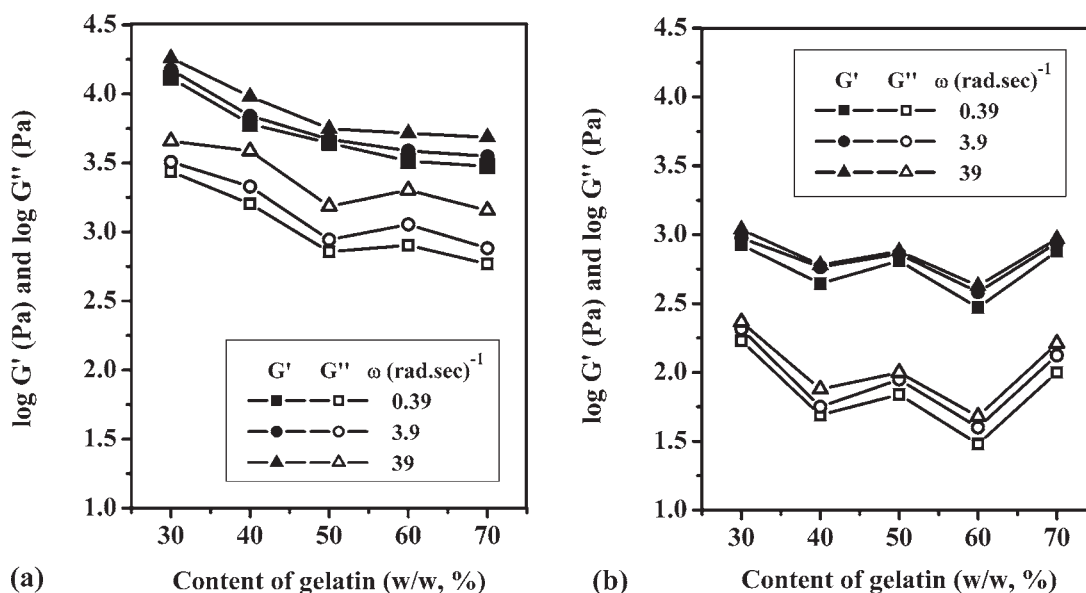 log G' (Pa) and log G'' (Pa)
4.5
4.0
3.5
3.0
2.5
2.0
1.5
1.0
G' G'' ω (rad.sec)⁻¹
0.39
3.9
39
30 40 50 60 70
Content of gelatin (w/w, %)
(a)
log G' (Pa) and log G'' (Pa)
4.5
4.0
3.5
3.0
2.5
2.0
1.5
1.0
G' G'' ω (rad.sec)⁻¹
0.39
3.9
39
30 40 50 60 70
Content of gelatin (w/w, %)
(b)